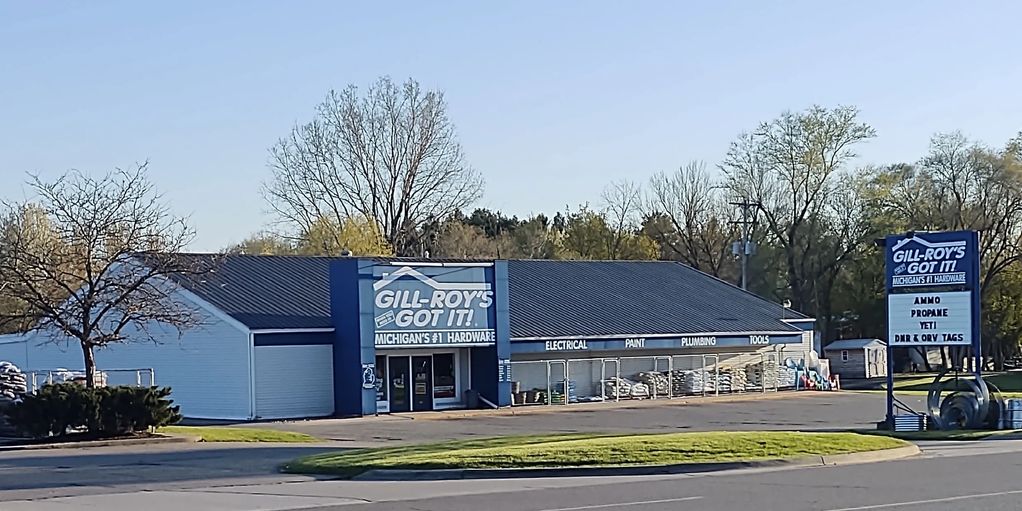 GILL-ROY'S
GOT IT!
MICHIGAN'S #1 HARDWARE
ELECTRICAL PAINT PLUMBING TOOLS
GILL-ROY'S
GOT IT!
MICHIGAN'S #1 HARDWARE
AMMO
PROPANE
YETI
DNR & ORV TAGS